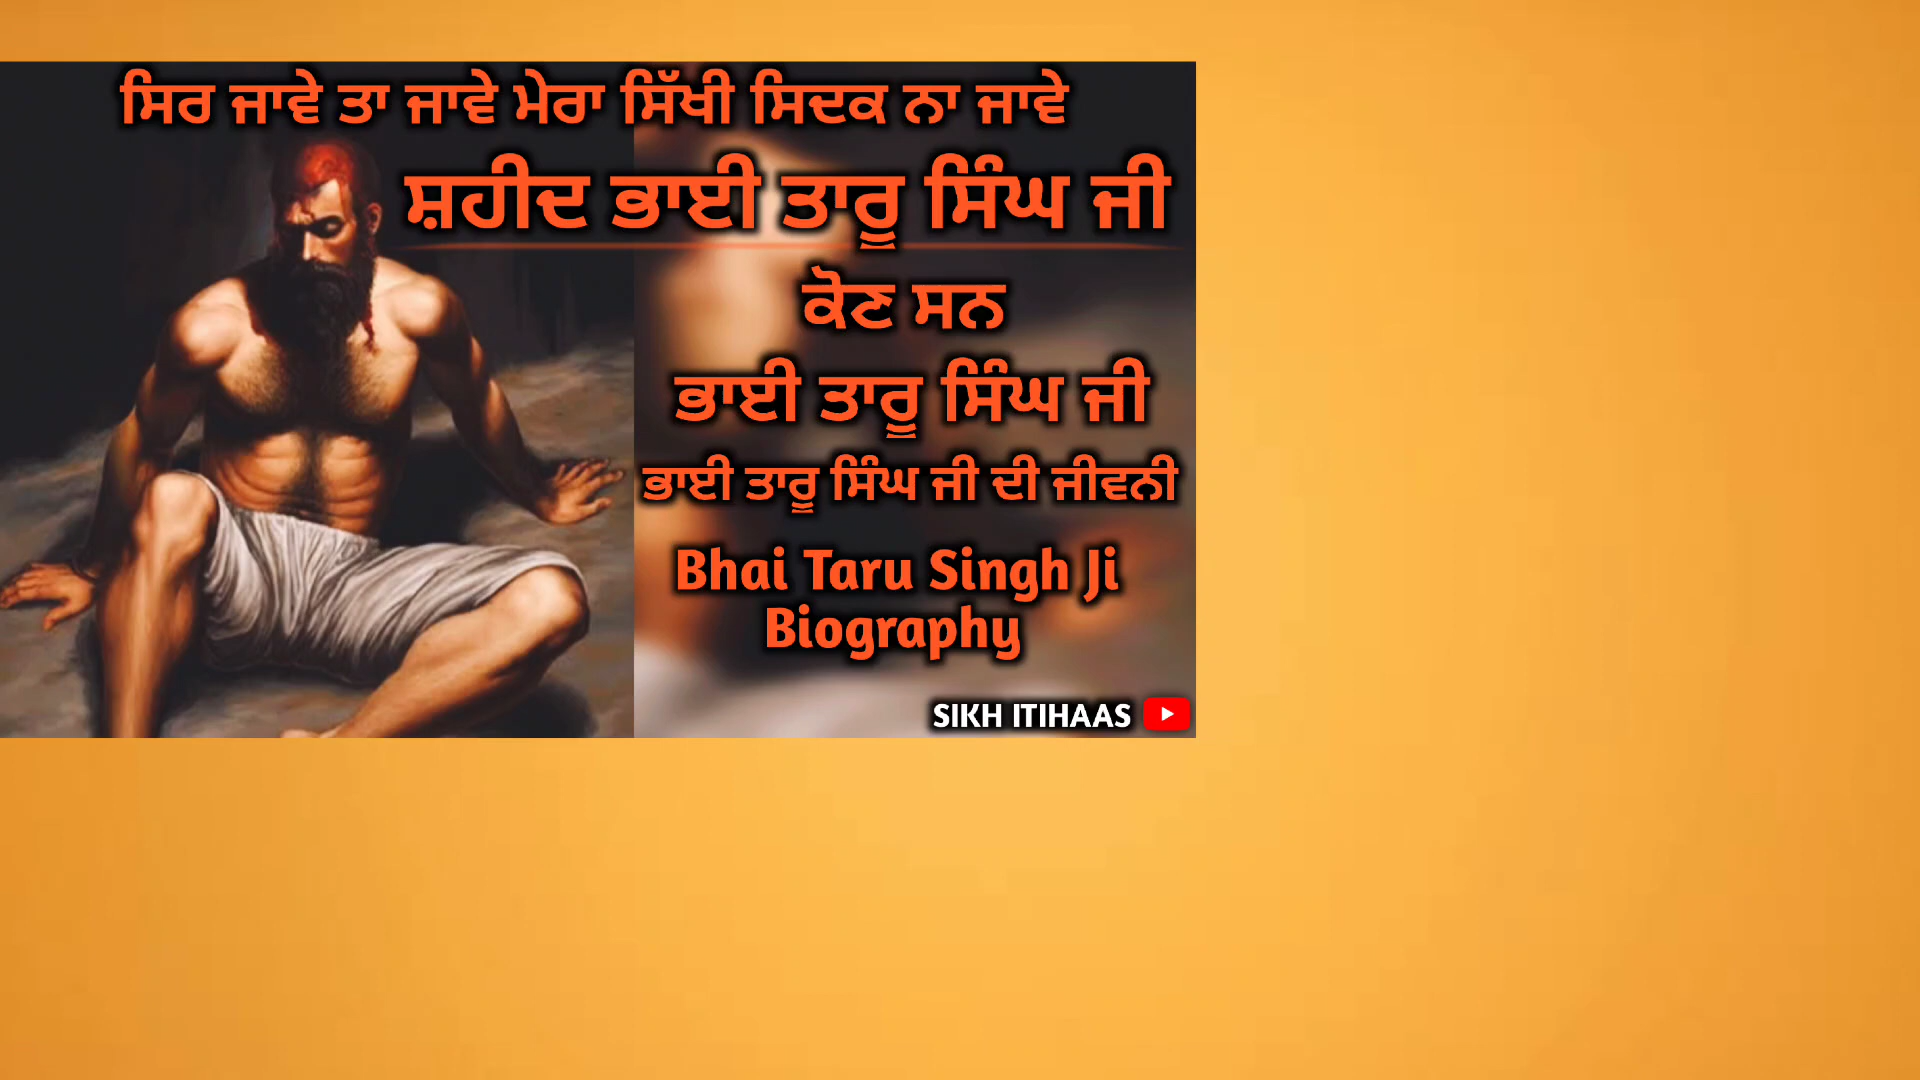 ਸਿਰ ਜਾਵੇ ਤਾ ਜਾਵੇ ਮੇਰਾ ਸਿੱਖੀ ਸਿਦਕ ਨਾ ਜਾਵੇ
ਸ਼ਹੀਦ ਭਾਈ ਤਾਰੂ ਸਿੰਘ ਜੀ
ਕੋਣ ਸਨ
ਭਾਈ ਤਾਰੂ ਸਿੰਘ ਜੀ
ਭਾਈ ਤਾਰੂ ਸਿੰਘ ਜੀ ਦੀ ਜੀਵਨੀ
Bhai Taru Singh Ji
Biography
SIKH ITIHAAS